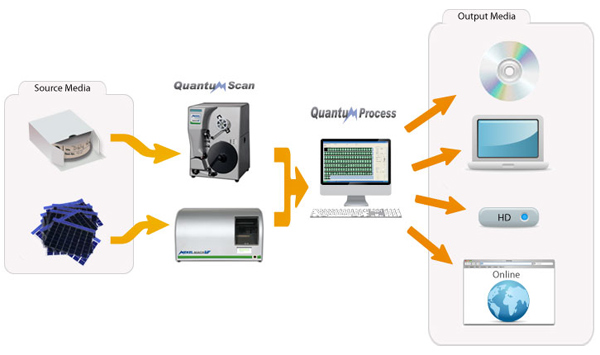 Output Media
Source Media
Quantum Scan
Quantum Process
HD
Online